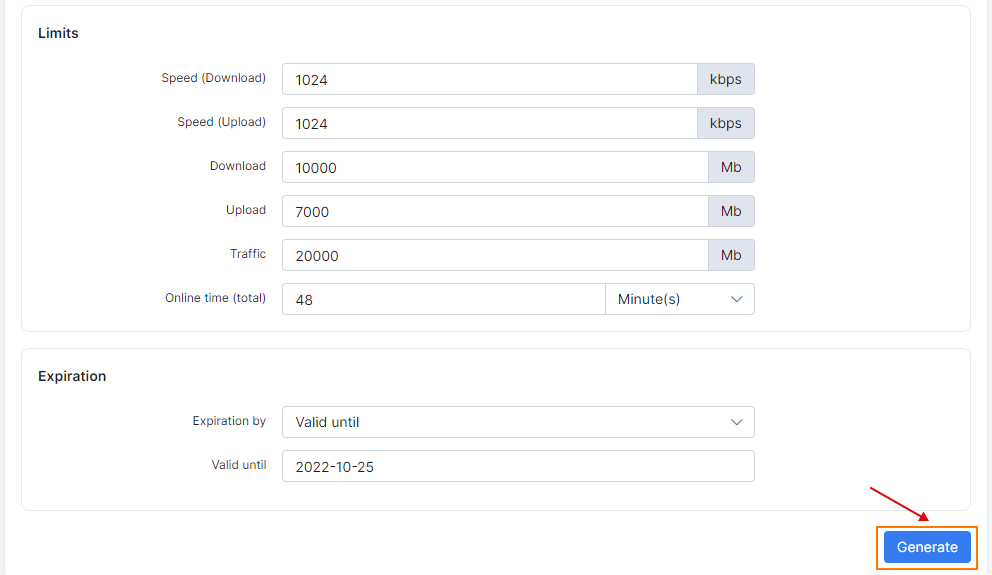 Limits
Speed (Download) 1024 kbps
Speed (Upload) 1024 kbps
Download 10000 Mb
Upload 7000 Mb
Traffic 20000 Mb
Online time (total) 48 Minute(s)
Expiration
Expiration by Valid until
Valid until 2022-10-25
Generate